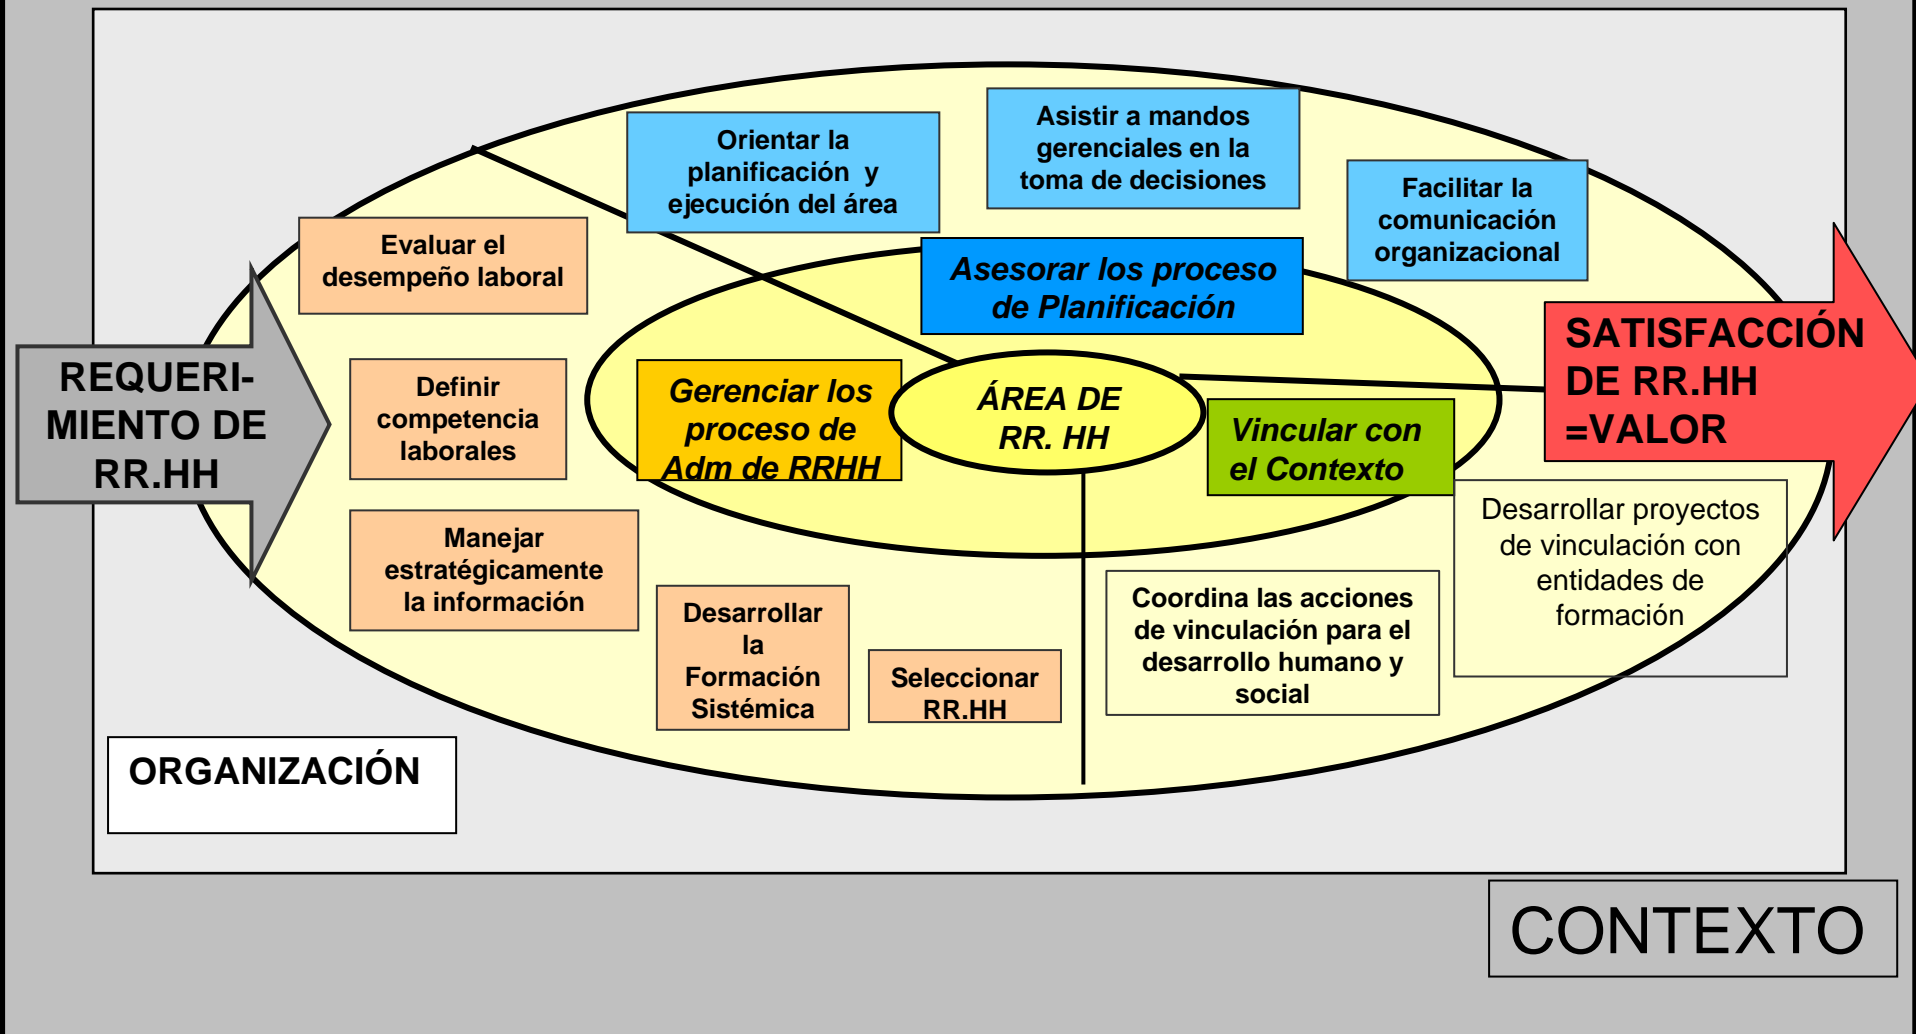 Asistir a mandos
gerenciales en la
toma de decisiones
Orientar la
planificación y
ejecución del área
Facilitar la
comunicación
organizacional
Evaluar el
desempeño laboral
Asesorar los proceso
de Planificación
SATISFACCIÓN
DE RR.HH
=VALOR
REQUERI-
MIENTO DE
RR.HH
Definir
competencia
laborales
Gerenciar los
proceso de
Adm de RRHH
ÁREA DE
RR. HH
Vincular con
el Contexto
Manejar
estratégicamente
la información
Desarrollar proyectos
de vinculación con
entidades de
formación
Desarrollar
la
Formación
Sistémica
Seleccionar
RR.HH
Coordina las acciones
de vinculación para el
desarrollo humano y
social
ORGANIZACIÓN
CONTEXTO